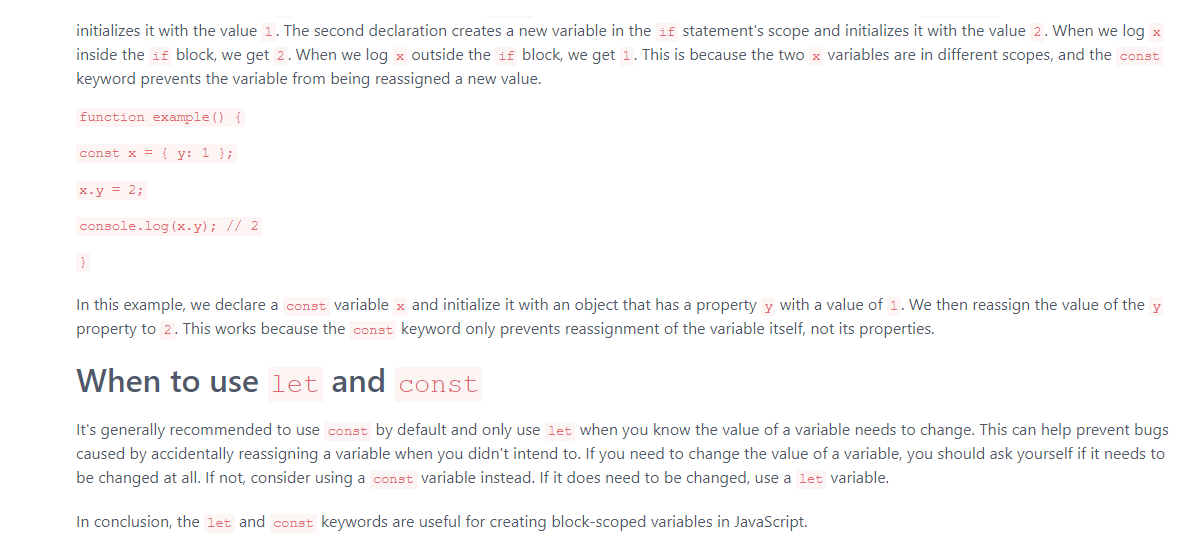 initializes it with the value 1. The second declaration creates a new variable in the if statement's scope and initializes it with the value 2. When we log x
inside the if block, we get 2. When we log x outside the if block, we get 1. This is because the two x variables are in different scopes, and the const
keyword prevents the variable from being reassigned a new value.
function example() {
const x = { y: 1 };
x.y = 2;
console.log(x.y); // 2
}
In this example, we declare a const variable x and initialize it with an object that has a property y with a value of 1. We then reassign the value of the y
property to 2. This works because the const keyword only prevents reassignment of the variable itself, not its properties.
When to use let and const
It's generally recommended to use const by default and only use let when you know the value of a variable needs to change. This can help prevent bugs
caused by accidentally reassigning a variable when you didn't intend to. If you need to change the value of a variable, you should ask yourself if it needs to
be changed at all. If not, consider using a const variable instead. If it does need to be changed, use a let variable.
In conclusion, the let and const keywords are useful for creating block-scoped variables in JavaScript.